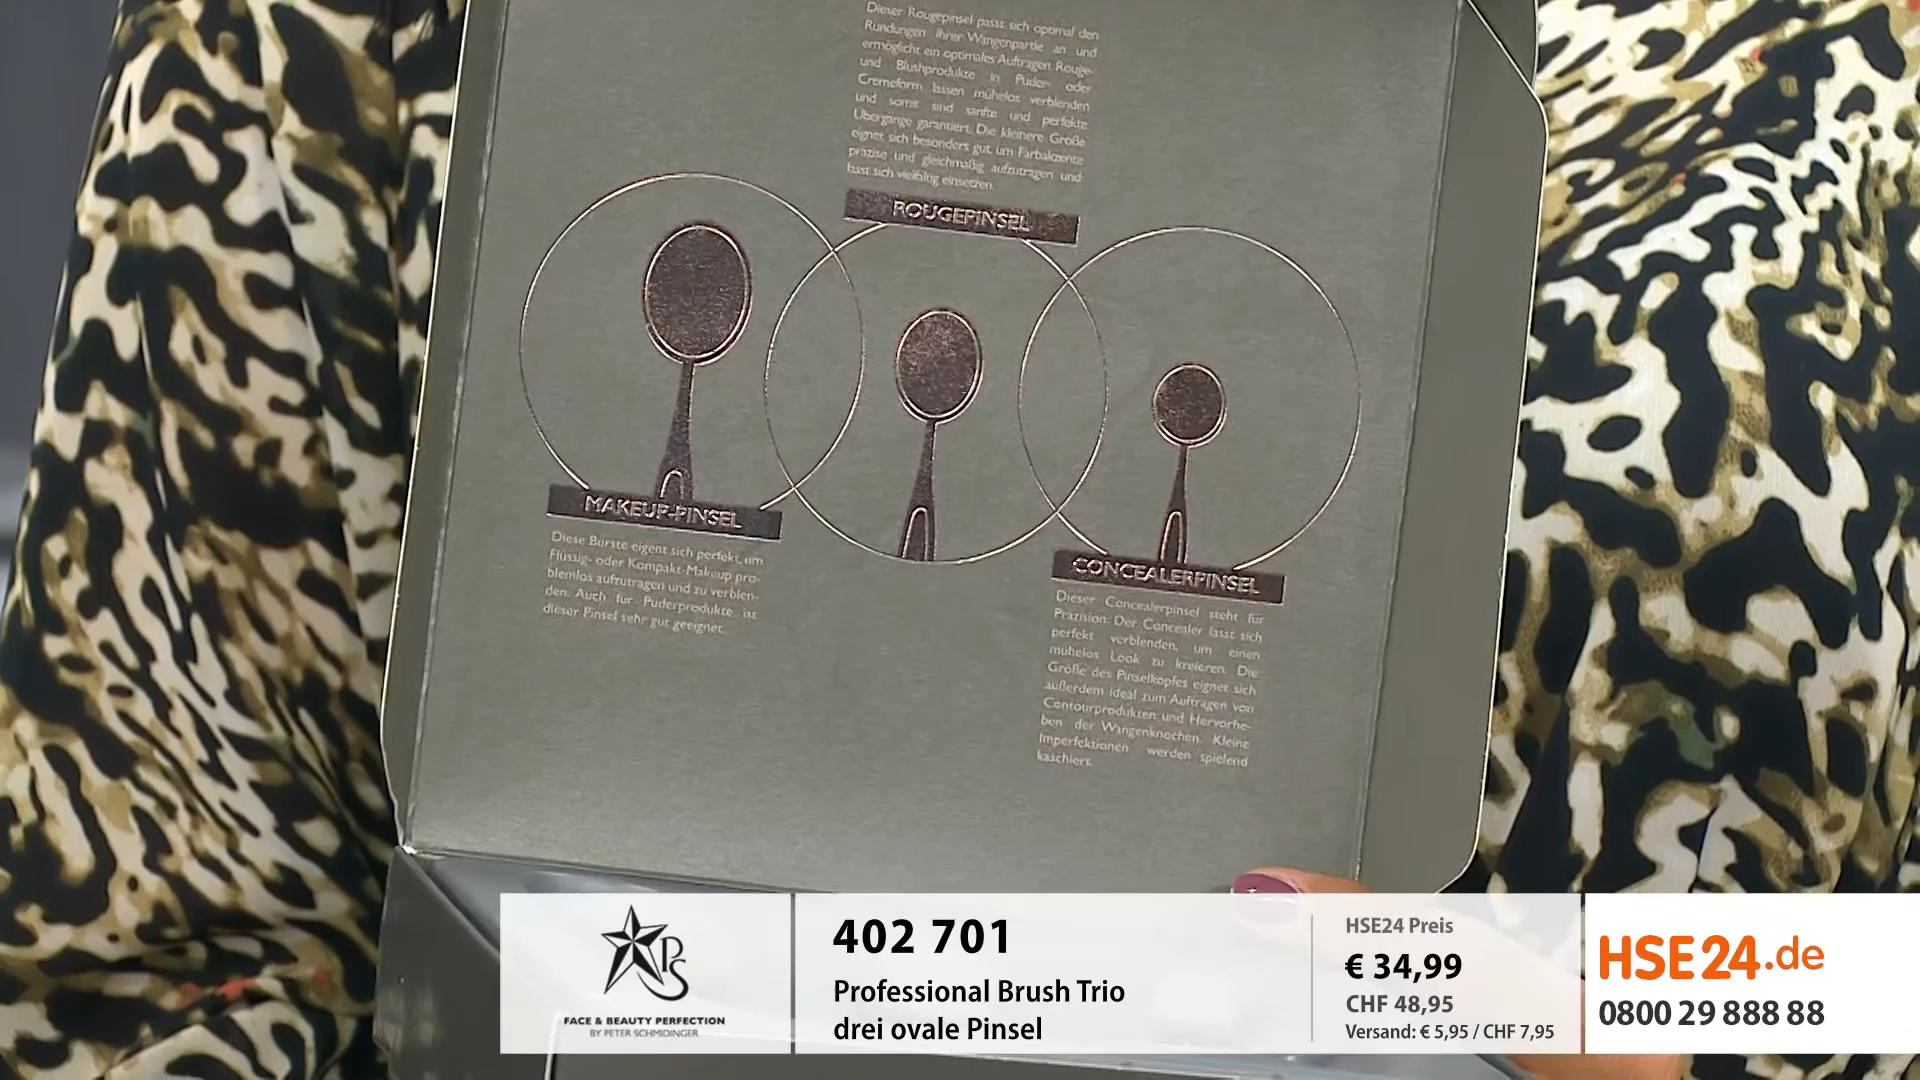 Dieser Rougepinsel passt sich optimal den
Rundungen Ihrer Wangenpartie an und
ermöglicht ein optimales Auftragen. Rouge-
und Blushprodukte in Puder- oder
Cremeform lassen mühelos verblenden
und somit sind sanfte und perfekte
Übergänge garantiert. Die kleinere Größe
eignet sich besonders gut, um Farbakzente
präzise und gleichmäßig aufzutragen und
lässt sich vielfältig einsetzen.
ROUGEPINSEL
MAKEUP-PINSEL
Diese Bürste eigent sich perfekt, um
Flüssig- oder Kompakt-Makeup pro-
blemlos aufzutragen und zu verblen-
den. Auch für Puderprodukte ist
dieser Pinsel sehr gut geeignet.
CONCEALERPINSEL
Dieser Concealerpinsel steht für
Präzision. Der Concealer lässt sich
perfekt verblenden, um einen
mühelos Look zu kreieren. Die
Größe des Pinselkopfes eignet sich
außerdem ideal zum Auftragen von
Contourprodukten und Hervorhe-
ben der Wangenknochen. Kleine
Imperfektionen werden spielend
kaschiert.
PS
FACE & BEAUTY PERFECTION
BY PETER SCHMIDINGER
402 701
Professional Brush Trio
drei ovale Pinsel
HSE24 Preis
€ 34,99
CHF 48,95
Versand: € 5,95 / CHF 7,95
HSE24.de
0800 29 888 88